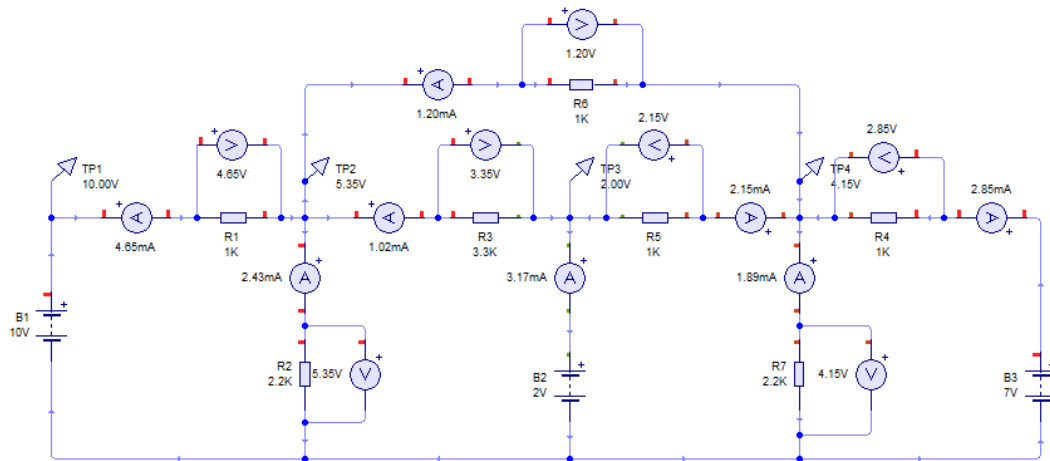 1.20V
1.20mA
R6
1K
4.65V
3.35V
2.15V
2.85V
TP1
10.00V
TP2
5.35V
TP3
2.00V
TP4
4.15V
2.15mA
2.85mA
4.65mA
R1
1K
1.02mA
R3
3.3K
R5
1K
R4
1K
2.43mA
3.17mA
1.89mA
B1
10V
R2
2.2K
5.35V
B2
2V
R7
2.2K
4.15V
B3
7V